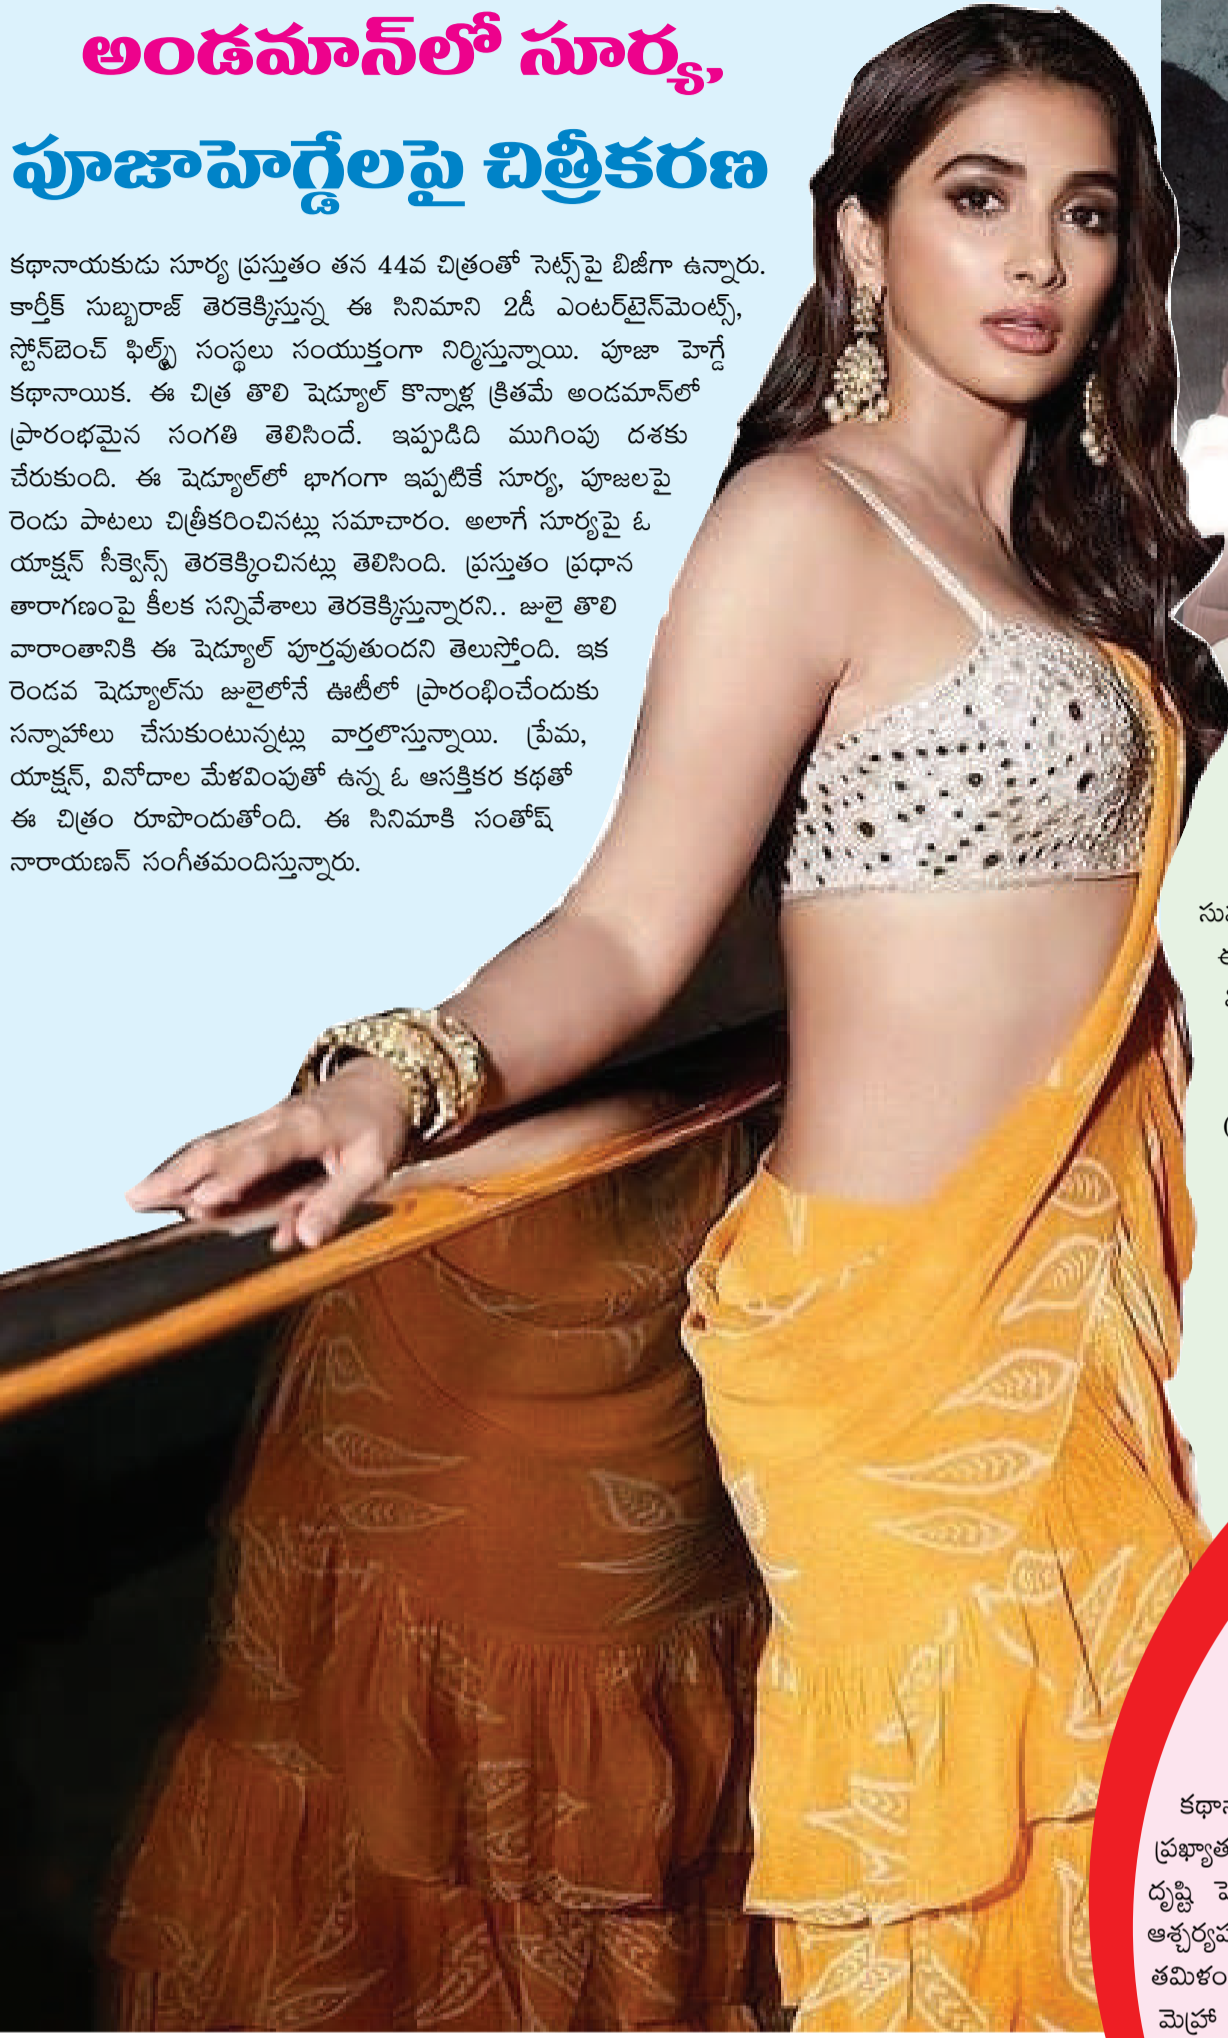 అండమాన్‌లో సూర్య,
పూజాహెగ్డేలపై చిత్రీకరణ
కథానాయకుడు సూర్య ప్రస్తుతం తన 44వ చిత్రంతో సెట్స్‌పై బిజీగా ఉన్నారు.
కార్తీక్ సుబ్బరాజ్ తెరకెక్కిస్తున్న ఈ సినిమాని 2డీ ఎంటర్‌టైన్‌మెంట్స్,
స్టోన్‌బెంచ్ ఫిల్మ్స్ సంస్థలు సంయుక్తంగా నిర్మిస్తున్నాయి. పూజా హెగ్డే
కథానాయిక. ఈ చిత్ర తొలి షెడ్యూల్ కొన్నాళ్ల క్రితమే అండమాన్‌లో
ప్రారంభమైన సంగతి తెలిసిందే. ఇప్పుడిది ముగింపు దశకు
చేరుకుంది. ఈ షెడ్యూల్‌లో భాగంగా ఇప్పటికే సూర్య, పూజలపై
రెండు పాటలు చిత్రీకరించినట్లు సమాచారం. అలాగే సూర్యపై ఓ
యాక్షన్ సీక్వెన్స్ తెరకెక్కించినట్లు తెలిసింది. ప్రస్తుతం ప్రధాన
తారాగణంపై కీలక సన్నివేశాలు తెరకెక్కిస్తున్నారని.. జులై తొలి
వారాంతానికి ఈ షెడ్యూల్ పూర్తవుతుందని తెలుస్తోంది. ఇక
రెండవ షెడ్యూల్‌ను జులైలోనే ఊటీలో ప్రారంభించేందుకు
సన్నాహాలు చేసుకుంటున్నట్లు వార్తలొస్తున్నాయి. ప్రేమ,
యాక్షన్, వినోదాల మేళవింపుతో ఉన్న ఓ ఆసక్తికర కథతో
ఈ చిత్రం రూపొందుతోంది. ఈ సినిమాకి సంతోష్
నారాయణన్ సంగీతమందిస్తున్నారు.
దృష్టి
తమిళం
మెహ్రా